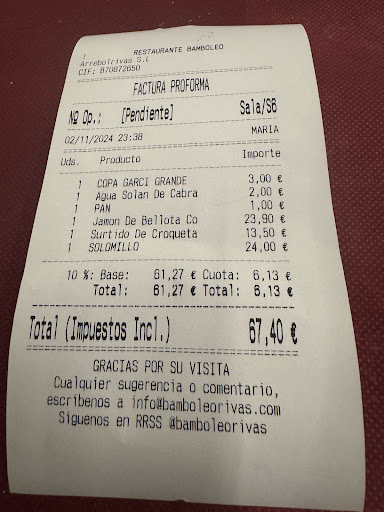 RESTAURANTE BAMBOLEO
Arrebolrivas S.L
CIF: B70872650
FACTURA PROFORMA
Nº Op.: [Pendiente] Sala/S6
02/11/2024 23:38 MARIA
Uds. Producto Importe
1 COPA GARCI GRANDE 3,00 €
1 Agua Solan De Cabra 2,00 €
1 PAN 1,00 €
1 Jamon De Bellota Co 23,90 €
1 Surtido De Croqueta 13,50 €
1 SOLOMILLO 24,00 €
10 %: Base: 61,27 € Cuota: 6,13 €
Total: 61,27 € Total: 6,13 €
Total (Impuestos Incl.) 67,40 €
GRACIAS POR SU VISITA
Cualquier sugerencia o comentario,
escribenos a info@bamboleorivas.com
Siguenos en RRSS @bamboleorivas